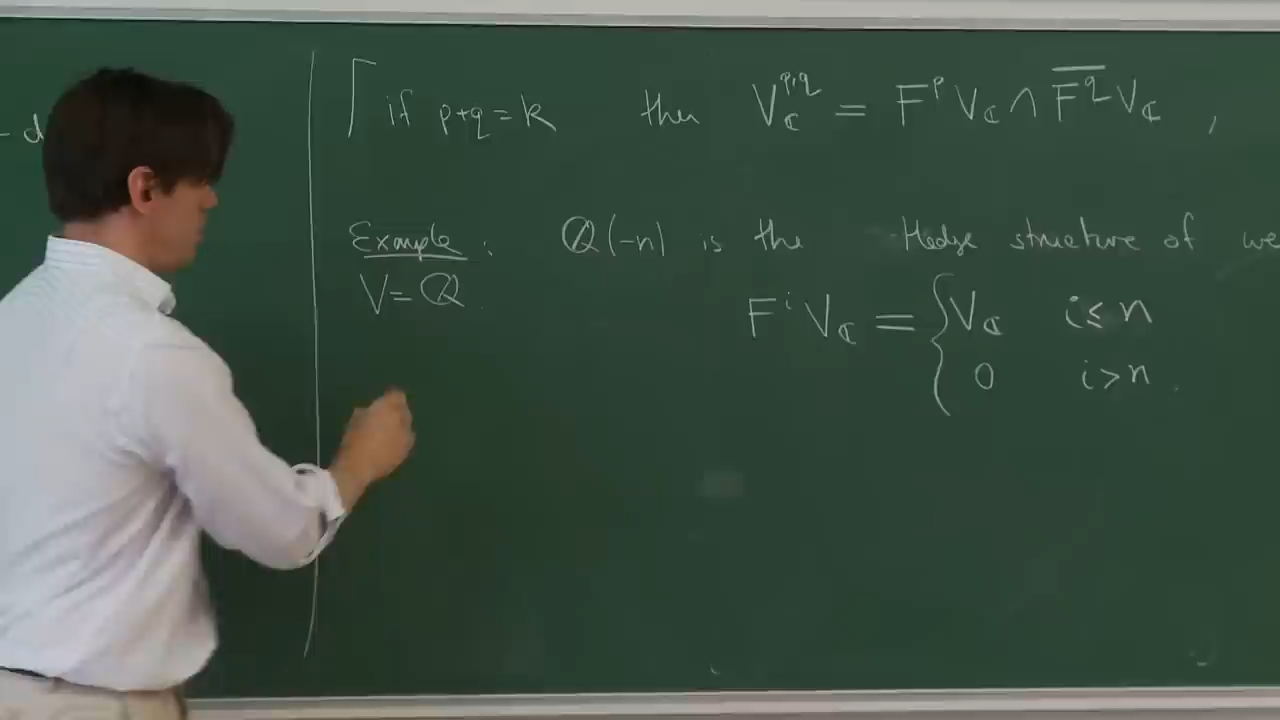 - d
if p+q=k then V_ℂ^{p,q} = F^p V_ℂ ∩ \overline{F^q} V_ℂ ,
Example : ℚ(-n) is the Hodge structure of we
V=ℚ.
F^i V_ℂ = { V_ℂ i≤n
0 i>n .